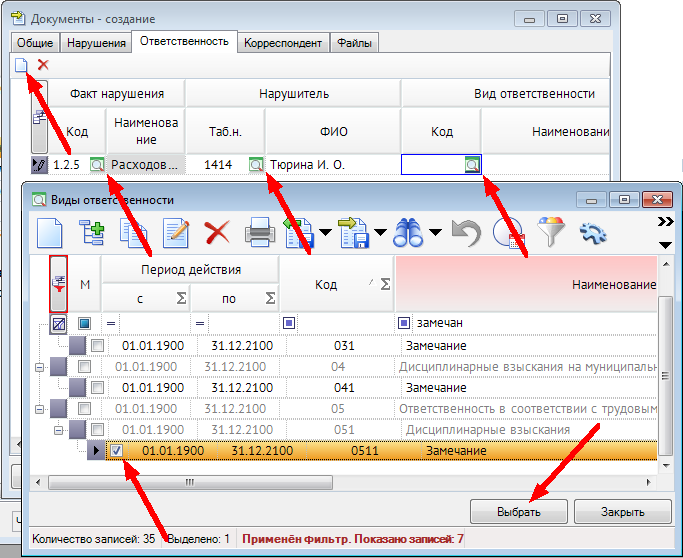 Документы - создание
Общие Нарушения Ответственность Корреспондент Файлы
Факт нарушения Нарушитель Вид ответственности
Код Наименова
ние Таб.н. ФИО Код Наименовани
1.2.5 Расходов... 1414 Тюрина И. О.
Виды ответственности
М Период действия Код Наименование
с Σ по Σ Σ
= = замечан
01.01.1900 31.12.2100 031 Замечание
01.01.1900 31.12.2100 04 Дисциплинарные взыскания на муниципаль
01.01.1900 31.12.2100 041 Замечание
01.01.1900 31.12.2100 05 Ответственность в соответствии с трудовым
01.01.1900 31.12.2100 051 Дисциплинарные взыскания
01.01.1900 31.12.2100 0511 Замечание
Выбрать Закрыть
Количество записей: 35 Выделено: 1 Применён фильтр. Показано записей: 7